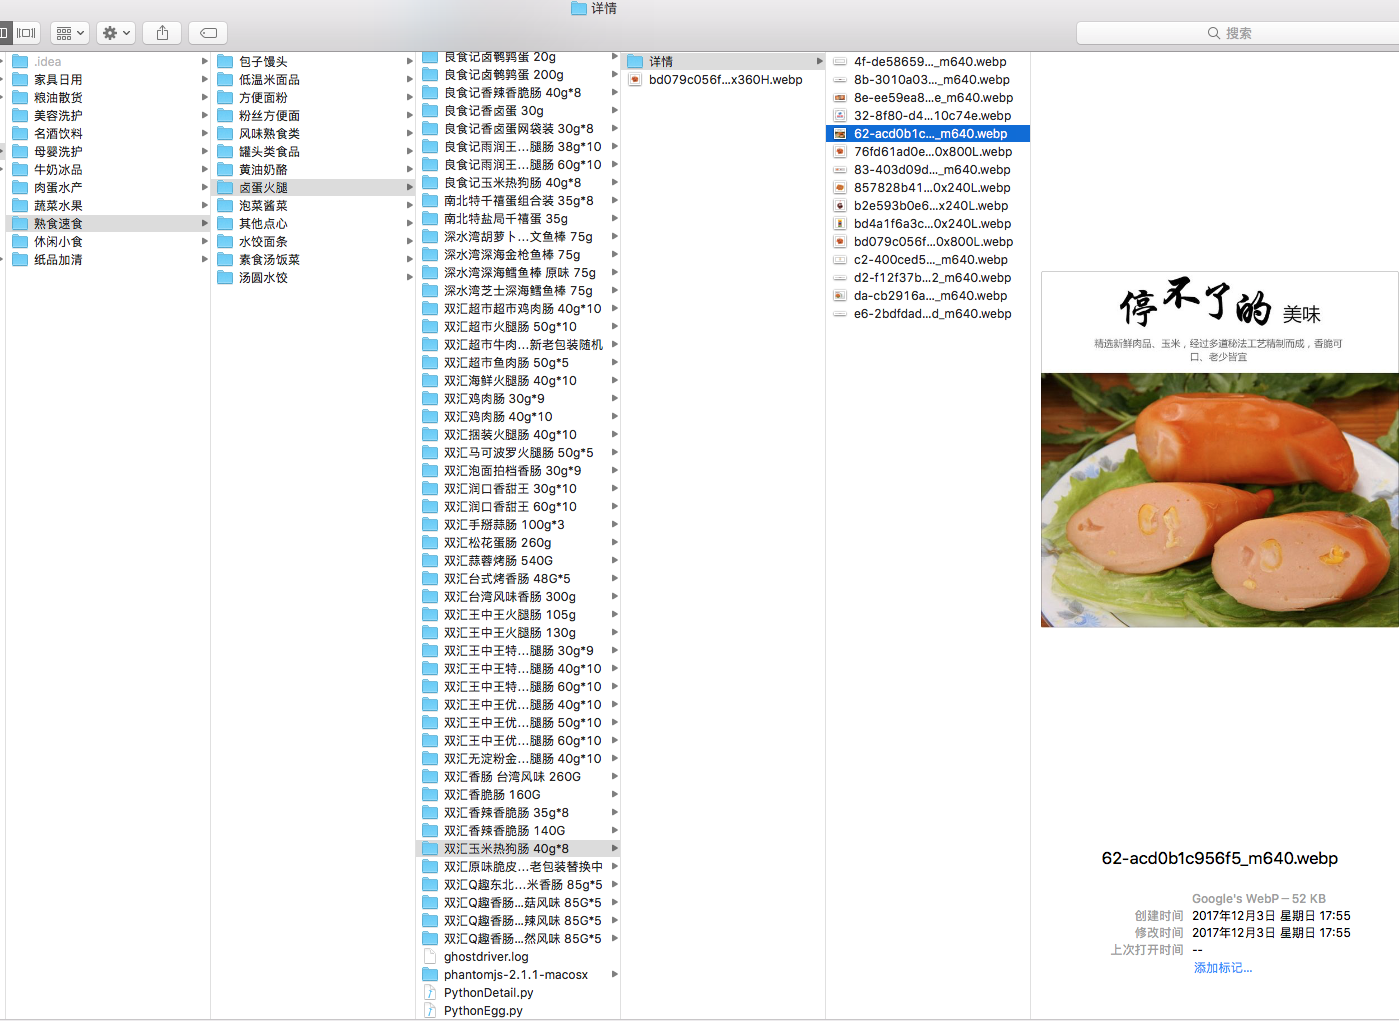 详情
搜索
.idea
家具日用
粮油散货
美容洗护
名酒饮料
母婴洗护
牛奶冰品
肉蛋水产
蔬菜水果
熟食速食
休闲小食
纸品加清
包子馒头
低温米面品
方便面粉
粉丝方便面
风味熟食类
罐头类食品
黄油奶酪
卤蛋火腿
泡菜酱菜
其他点心
水饺面条
素食汤饭菜
汤圆水饺
良食记卤鹌鹑蛋 20g
良食记卤鹌鹑蛋 200g
良食记香辣香脆肠 40g*8
良食记香卤蛋 30g
良食记香卤蛋网袋装 30g*8
良食记雨润王...腿肠 38g*10
良食记雨润王...腿肠 60g*10
良食记玉米热狗肠 40g*8
南北特千禧蛋组合装 35g*8
南北特盐局千禧蛋 35g
深水湾胡萝卜...文鱼棒 75g
深水湾深海金枪鱼棒 75g
深水湾深海鳕鱼棒 原味 75g
深水湾芝士深海鳕鱼棒 75g
双汇超市超市鸡肉肠 40g*10
双汇超市火腿肠 50g*10
双汇超市牛肉...新老包装随机
双汇超市鱼肉肠 50g*5
双汇海鲜火腿肠 40g*10
双汇鸡肉肠 30g*9
双汇鸡肉肠 40g*10
双汇捆装火腿肠 40g*10
双汇马可波罗火腿肠 50g*5
双汇泡面拍档香肠 30g*9
双汇润口香甜王 30g*10
双汇润口香甜王 60g*10
双汇手掰蒜肠 100g*3
双汇松花蛋肠 260g
双汇蒜蓉烤肠 540G
双汇台式烤香肠 48G*5
双汇台湾风味香肠 300g
双汇王中王火腿肠 105g
双汇王中王火腿肠 130g
双汇王中王特...腿肠 30g*9
双汇王中王特...腿肠 40g*10
双汇王中王特...腿肠 60g*10
双汇王中王优...腿肠 40g*10
双汇王中王优...腿肠 50g*10
双汇王中王优...腿肠 60g*10
双汇无淀粉金...腿肠 40g*10
双汇香肠 台湾风味 260G
双汇香脆肠 160G
双汇香辣香脆肠 35g*8
双汇香辣香脆肠 140G
双汇玉米热狗肠 40g*8
双汇原味脆皮...老包装替换中
双汇Q趣东北...米香肠 85g*5
双汇Q趣香肠...菇风味 85G*5
双汇Q趣香肠...辣风味 85G*5
双汇Q趣香肠...然风味 85G*5
ghostdriver.log
phantomjs-2.1.1-macosx
PythonDetail.py
PythonEgg.py
详情
bd079c056f...x360H.webp
4f-de58659..._m640.webp
8b-3010a03..._m640.webp
8e-ee59ea8...e_m640.webp
32-8f80-d4...10c74e.webp
62-acd0b1c..._m640.webp
76fd61ad0e...0x800L.webp
83-403d09d..._m640.webp
857828b41...0x240L.webp
b2e593b0e6...x240L.webp
bd4a1f6a3c...0x240L.webp
bd079c056f...0x800L.webp
c2-400ced5..._m640.webp
d2-f12f37b...2_m640.webp
da-cb2916a..._m640.webp
e6-2bdfdad...d_m640.webp
停不了的 美味
精选新鲜肉品、玉米，经过多道秘法工艺精制而成，香脆可
口、老少皆宜
62-acd0b1c956f5_m640.webp
Google's WebP – 52 KB
创建时间 2017年12月3日 星期日 17:55
修改时间 2017年12月3日 星期日 17:55
上次打开时间 --
添加标记...